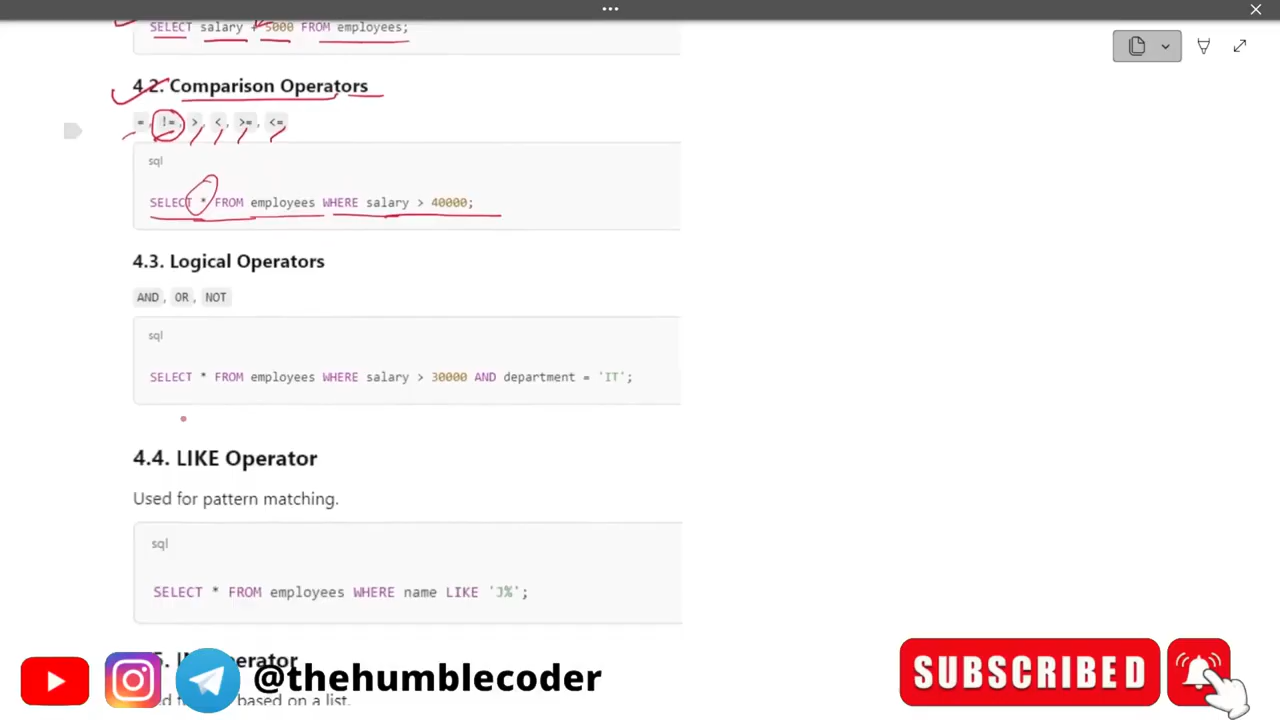 SELECT salary + 5000 FROM employees;
4.2. Comparison Operators
=, !=, >, <, >=, <=
sql
SELECT * FROM employees WHERE salary > 40000;
4.3. Logical Operators
AND, OR, NOT
sql
SELECT * FROM employees WHERE salary > 30000 AND department = 'IT';
4.4. LIKE Operator
Used for pattern matching.
sql
SELECT * FROM employees WHERE name LIKE 'J%';
based on a list.
@thehumblecoder
SUBSCRIBED